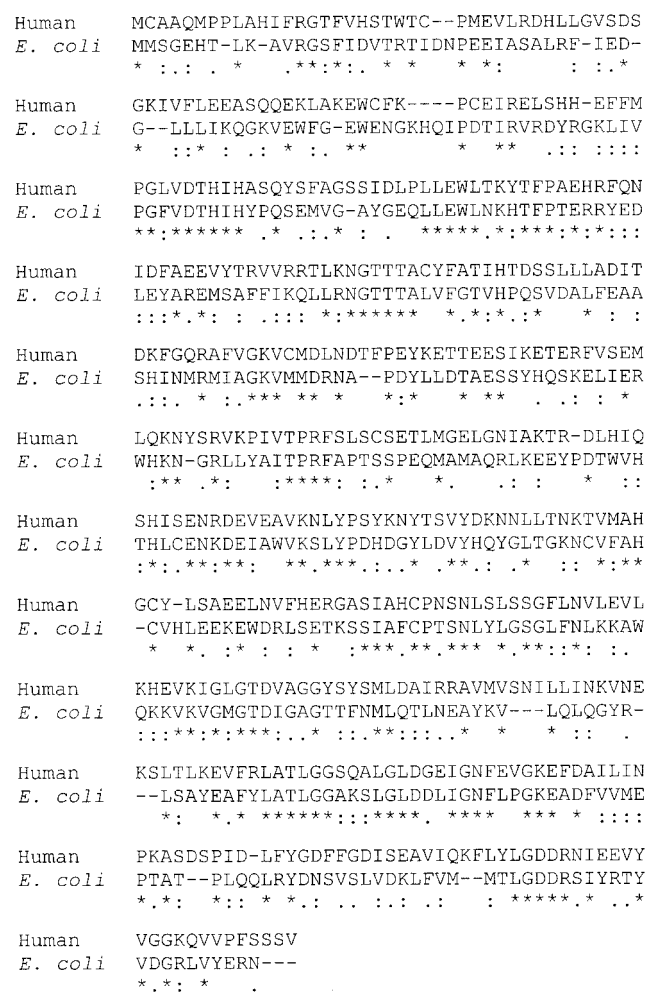 Human MCAAQMPPLAHIFRGTFVHSTWTC--PMEVLRDHLLGVSDS
E. coli MMSGEHT-LK-AVRGSFIDVTRTIDNPEEIASALRF-IED-
* :.: * .**:*:. * * *: : :.*
Human GKIVFLEEASQQEKLAKEWCFK----PCEIRELSHH-EFFM
E. coli G--LLLIKQGKVEWFG-EWENGKHQIPDTIRVRDYRGKLIV
* ::* : .: * :. ** * ** .:: ::::
Human PGLVDTHIHASQYSFAGSSIDLPLLEWLTKYTFPAEHRFQN
E. coli PGFVDTHIHYPQSEMVG-AYGEQLLEWLNKHTFPTERRYED
**:****** .* .:.* : . *****.*:***:*:*:::
Human IDFAEEVYTRVVRRTLKNGTTTACYFATIHTDSSLLLADIT
E. coli LEYAREMSAFFIKQLLRNGTTTALVFGTVHPQSVDALFEAA
:::*.*: : .::: *:****** *.*:*.:* * : :
Human DKFGQRAFVGKVCMDLNDTFPEYKETTEESIKETERFVSEM
E. coli SHINMRMIAGKVMMDRNA--PDYLLDTAESSYHQSKELIER
.::. * :.*** ** * *:* * ** . .: : *
Human LQKNYSRVKPIVTPRFSLSCSETLMGELGNIAKTR-DLHIQ
E. coli WHKN-GRLLYAITPRFAPTSSPEQMAMAQRLKEEYPDTWVH
:** .*: :****: :.* *. .: : * ::
Human SHISENRDEVEAVKNLYPSYKNYTSVYDKNNLLTNKTVMAH
E. coli THLCENKDEIAWVKSLYPDHDGYLDVYHQYGLTGKNCVFAH
:*:.**:**: **.***.:..* .**.: .* :: *:**
Human GCY-LSAEELNVFHERGASIAHCPNSNLSLSSGFLNVLEVL
E. coli -CVHLEEKEWDRLSETKSSIAFCPTSNLYLGSGLFNLKKAW
* *. :* : : * :***.**.*** *.**::*: :.
Human KHEVKIGLGTDVAGGYSYSMLDAIRRAVMVSNILLINKVNE
E. coli QKKVKVGMGTDIGAGTTFNMLQTLNEAYKV---LQLQGYR-
:::**:*:***:..* ::.**:::..* * * :: .
Human KSLTLKEVFRLATLGGSQALGLDGEIGNFEVGKEFDAILIN
E. coli --LSAYEAFYLATLGGAKSLGLDDLIGNFLPGKEADFVVME
*: *.* ******:::****. **** *** * ::::
Human PKASDSPID-LFYGDFFGDISEAVIQKFLYLGDDRNIEEVY
E. coli PTAT--PLQQLRYDNSVSLVDKLFVM--MTLGDDRSIYRTY
*.*: *:: * *.: .. :.: .: : *****.* ..*
Human VGGKQVVPFSSSV
E. coli VDGRLVYERN---
*.*: * .